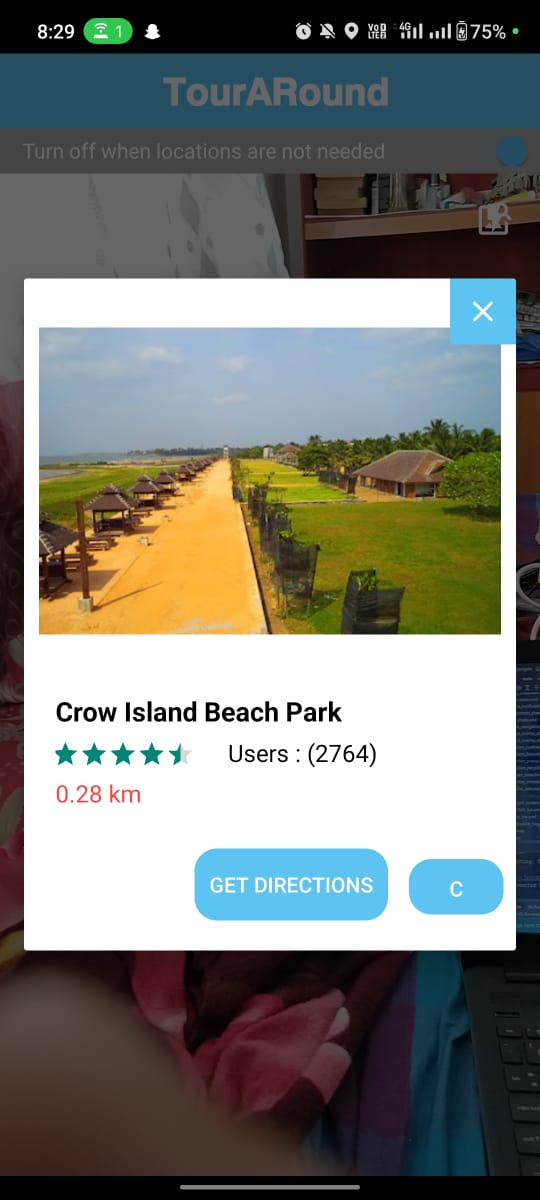 8:29 1 Vo) LTE2 4G 75%
TourARound
Turn off when locations are not needed
Crow Island Beach Park
Users : (2764)
0.28 km
GET DIRECTIONS
C